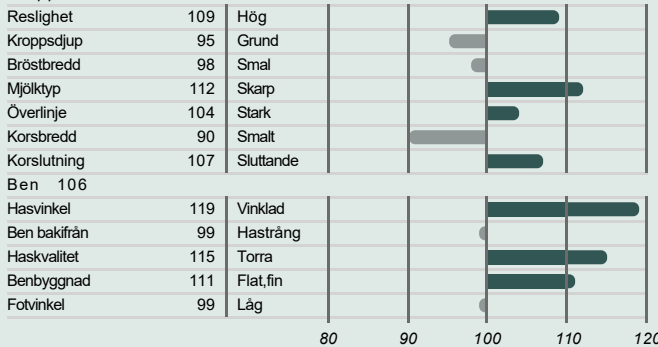 Reslighet 109 Hög
Kroppsdjup 95 Grund
Bröstbredd 98 Smal
Mjölktyp 112 Skarp
Överlinje 104 Stark
Korsbredd 90 Smalt
Korslutning 107 Sluttande
Ben 106
Hasvinkel 119 Vinklad
Ben bakifrån 99 Hastrång
Haskvalitet 115 Torra
Benbyggnad 111 Flat,fin
Fotvinkel 99 Låg
80 90 100 110 120